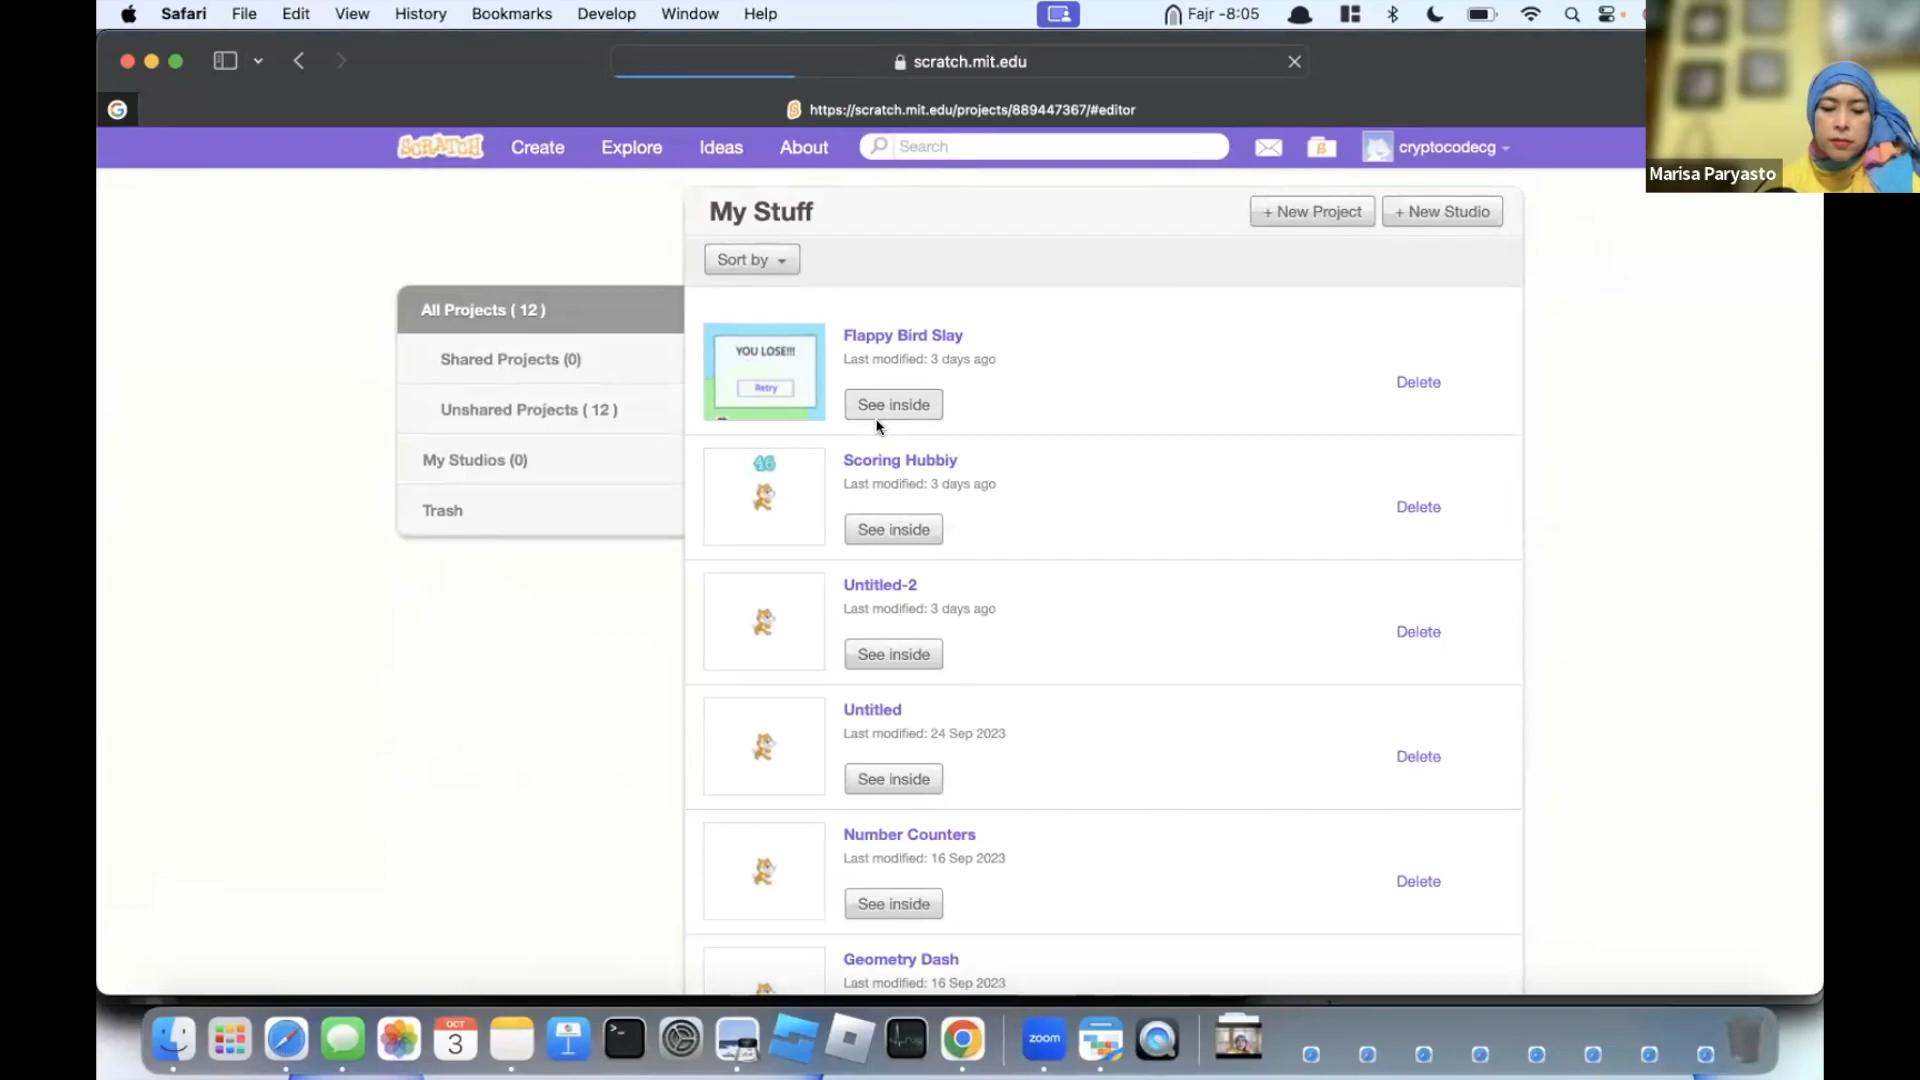 Safari File Edit View History Bookmarks Develop Window Help Fajr -8:05
scratch.mit.edu
https://scratch.mit.edu/projects/889447367/#editor
SCRATCH Create Explore Ideas About Search cryptocodecg
Marisa Paryasto
My Stuff + New Project + New Studio
Sort by
All Projects ( 12 )
Shared Projects (0)
Unshared Projects ( 12 )
My Studios (0)
Trash
YOU LOSE!!!
Retry
Flappy Bird Slay
Last modified: 3 days ago
See inside
Delete
46
Scoring Hubbiy
Last modified: 3 days ago
See inside
Delete
Untitled-2
Last modified: 3 days ago
See inside
Delete
Untitled
Last modified: 24 Sep 2023
See inside
Delete
Number Counters
Last modified: 16 Sep 2023
See inside
Delete
Geometry Dash
Last modified: 16 Sep 2023
OCT
3
zoom